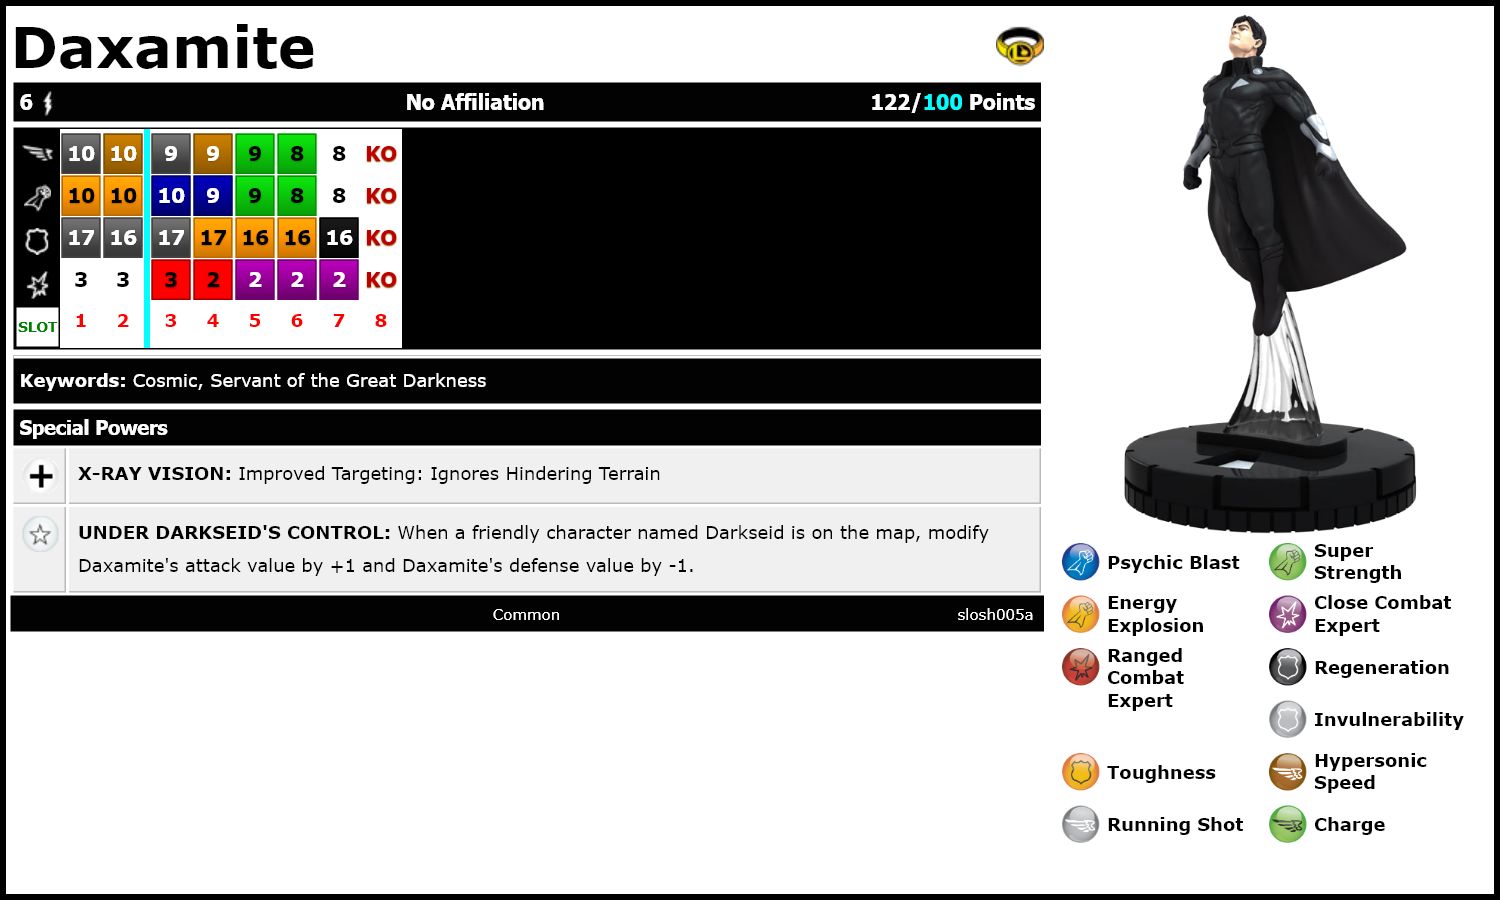 Daxamite
6 No Affiliation 122/100 Points
10 10 9 9 9 8 8 KO
10 10 10 9 9 8 8 KO
17 16 17 17 16 16 16 KO
3 3 3 2 2 2 2 KO
SLOT 1 2 3 4 5 6 7 8
Keywords: Cosmic, Servant of the Great Darkness
Special Powers
X-RAY VISION: Improved Targeting: Ignores Hindering Terrain
UNDER DARKSEID'S CONTROL: When a friendly character named Darkseid is on the map, modify
Daxamite's attack value by +1 and Daxamite's defense value by -1.
Common slosh005a
Psychic Blast
Super
Strength
Energy
Explosion
Close Combat
Expert
Ranged
Combat
Expert
Regeneration
Invulnerability
Toughness
Hypersonic
Speed
Running Shot
Charge